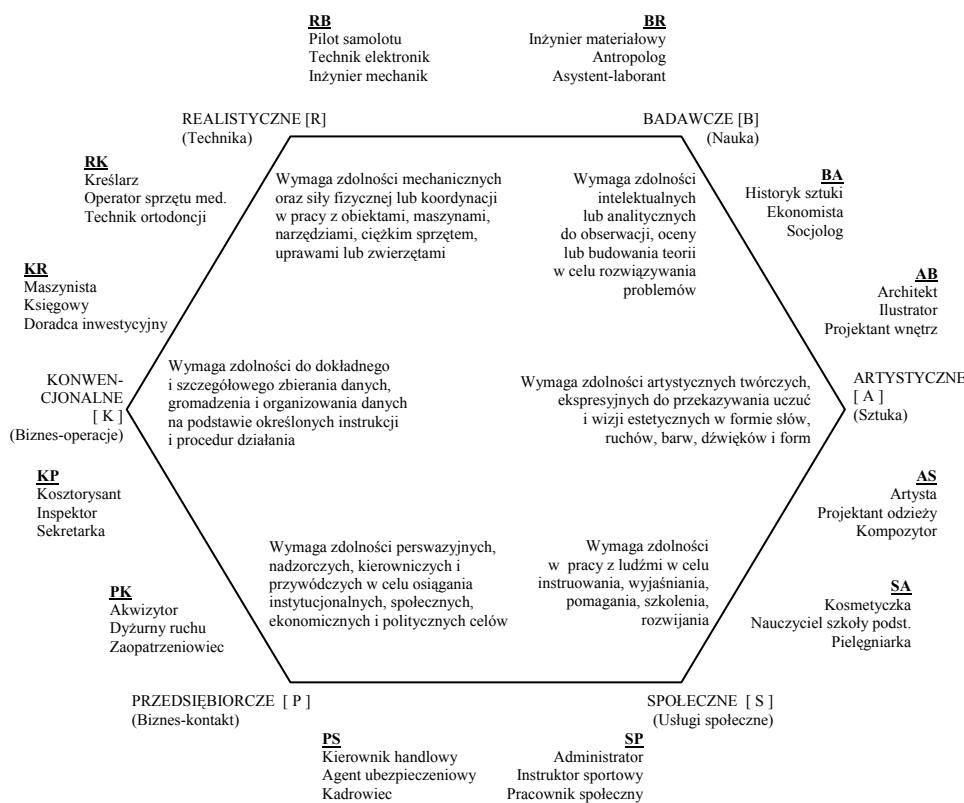 RB
Pilot samolotu
Technik elektronik
Inżynier mechanik
BR
Inżynier materiałowy
Antropolog
Asystent-laborant
REALISTYCZNE [R]
(Technika)
BADAWCZE [B]
(Nauka)
RK
Kreślarz
Operator sprzętu med.
Technik ortodoncji
Wymaga zdolności mechanicznych
oraz siły fizycznej lub koordynacji
w pracy z obiektami, maszynami,
narzędziami, ciężkim sprzętem,
uprawami lub zwierzętami
Wymaga zdolności
intelektualnych
lub analitycznych
do obserwacji, oceny
lub budowania teorii
w celu rozwiązywania
problemów
BA
Historyk sztuki
Ekonomista
Socjolog
KR
Maszynista
Księgowy
Doradca inwestycyjny
AB
Architekt
Ilustrator
Projektant wnętrz
KONWEN-
CJONALNE
[ K ]
(Biznes-operacje)
Wymaga zdolności do dokładnego
i szczegółowego zbierania danych,
gromadzenia i organizowania danych
na podstawie określonych instrukcji
i procedur działania
Wymaga zdolności artystycznych twórczych,
ekspresyjnych do przekazywania uczuć
i wizji estetycznych w formie słów,
ruchów, barw, dźwięków i form
ARTYSTYCZNE
[ A ]
(Sztuka)
KP
Kosztorysant
Inspektor
Sekretarka
AS
Artysta
Projektant odzieży
Kompozytor
Wymaga zdolności perswazyjnych,
nadzorczych, kierowniczych i
przywódczych w celu osiągania
instytucjonalnych, społecznych,
ekonomicznych i politycznych celów
Wymaga zdolności
w pracy z ludźmi w celu
instruowania, wyjaśniania,
pomagania, szkolenia,
rozwijania
PK
Akwizytor
Dyżurny ruchu
Zaopatrzeniowiec
SA
Kosmetyczka
Nauczyciel szkoły podst.
Pielęgniarka
PRZEDSIĘBIORCZE [ P ]
(Biznes-kontakt)
SPOŁECZNE [ S ]
(Usługi społeczne)
PS
Kierownik handlowy
Agent ubezpieczeniowy
Kadrowiec
SP
Administrator
Instruktor sportowy
Pracownik społeczny